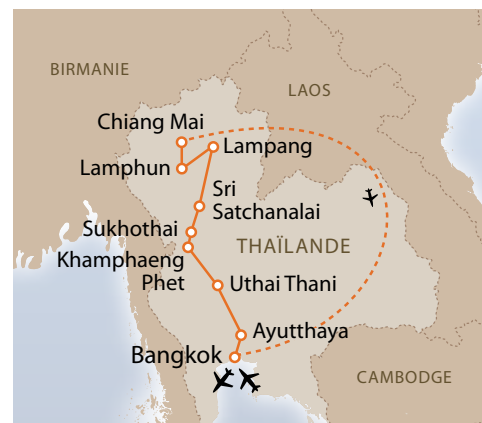 BIRMANIE
LAOS
Chiang Mai
Lampang
Lamphun
Sri
Satchanalai
Sukhothai
THAÏLANDE
Khamphaeng
Phet
Uthai Thani
Ayutthaya
Bangkok
CAMBODGE